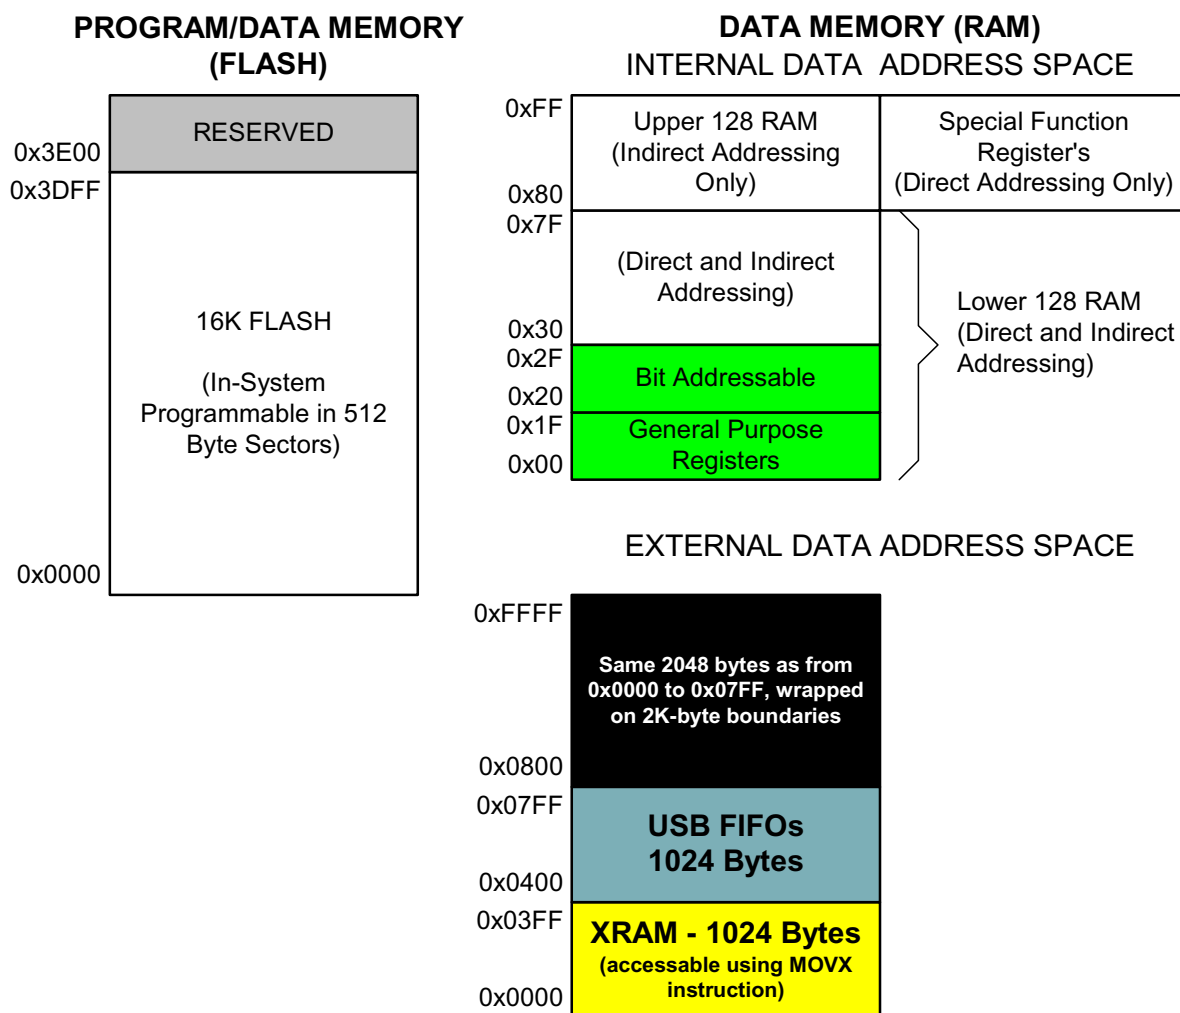 PROGRAM/DATA MEMORY
(FLASH)
RESERVED
0x3E00
0x3DFF
16K FLASH
(In-System
Programmable in 512
Byte Sectors)
0x0000
DATA MEMORY (RAM)
INTERNAL DATA ADDRESS SPACE
0xFF
Upper 128 RAM
(Indirect Addressing
Only)
0x80
Special Function
Register's
(Direct Addressing Only)
0x7F
(Direct and Indirect
Addressing)
0x30
0x2F
Bit Addressable
0x20
0x1F
General Purpose
Registers
0x00
Lower 128 RAM
(Direct and Indirect
Addressing)
EXTERNAL DATA ADDRESS SPACE
0xFFFF
Same 2048 bytes as from
0x0000 to 0x07FF, wrapped
on 2K-byte boundaries
0x0800
0x07FF
USB FIFOs
1024 Bytes
0x0400
0x03FF
XRAM - 1024 Bytes
(accessable using MOVX
instruction)
0x0000